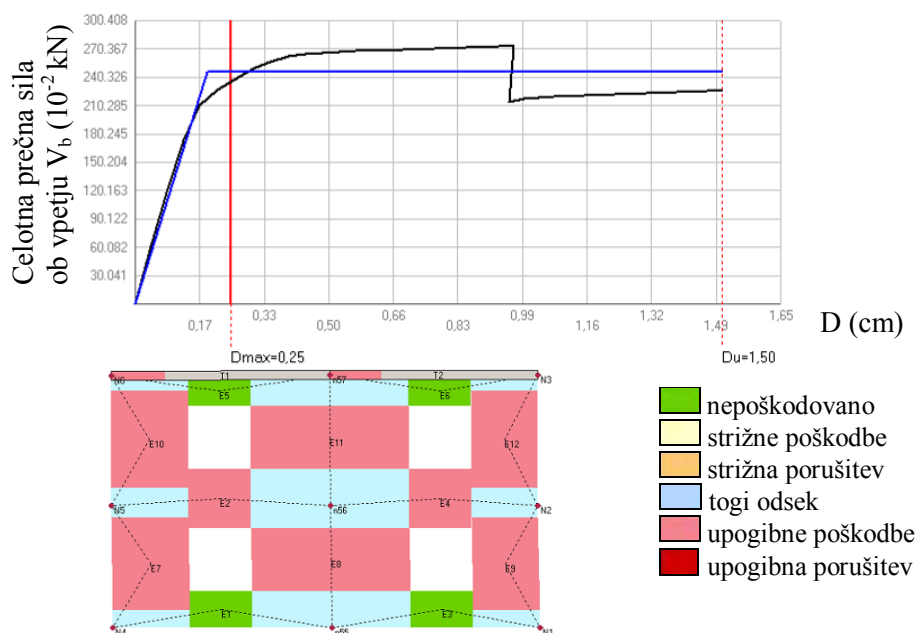 300.408
270.367
240.326
210.285
180.245
150.204
120.163
90.122
60.082
30.041
Celotna prečna sila
ob vpetju V_b (10^-2 kN)
0,17 0,33 0,50 0,66 0,83 0,99 1,16 1,32 1,49 1,65
D (cm)
Dmax=0,25 Du=1,50
N6 T1 n57 T2 N3
E5 E6
E10 E11 E12
N5 E2 n56 E4 N2
E7 E8 E9
E1 E3
N4 n55 N1
nepoškodovano
strižne poškodbe
strižna porušitev
togi odsek
upogibne poškodbe
upogibna porušitev